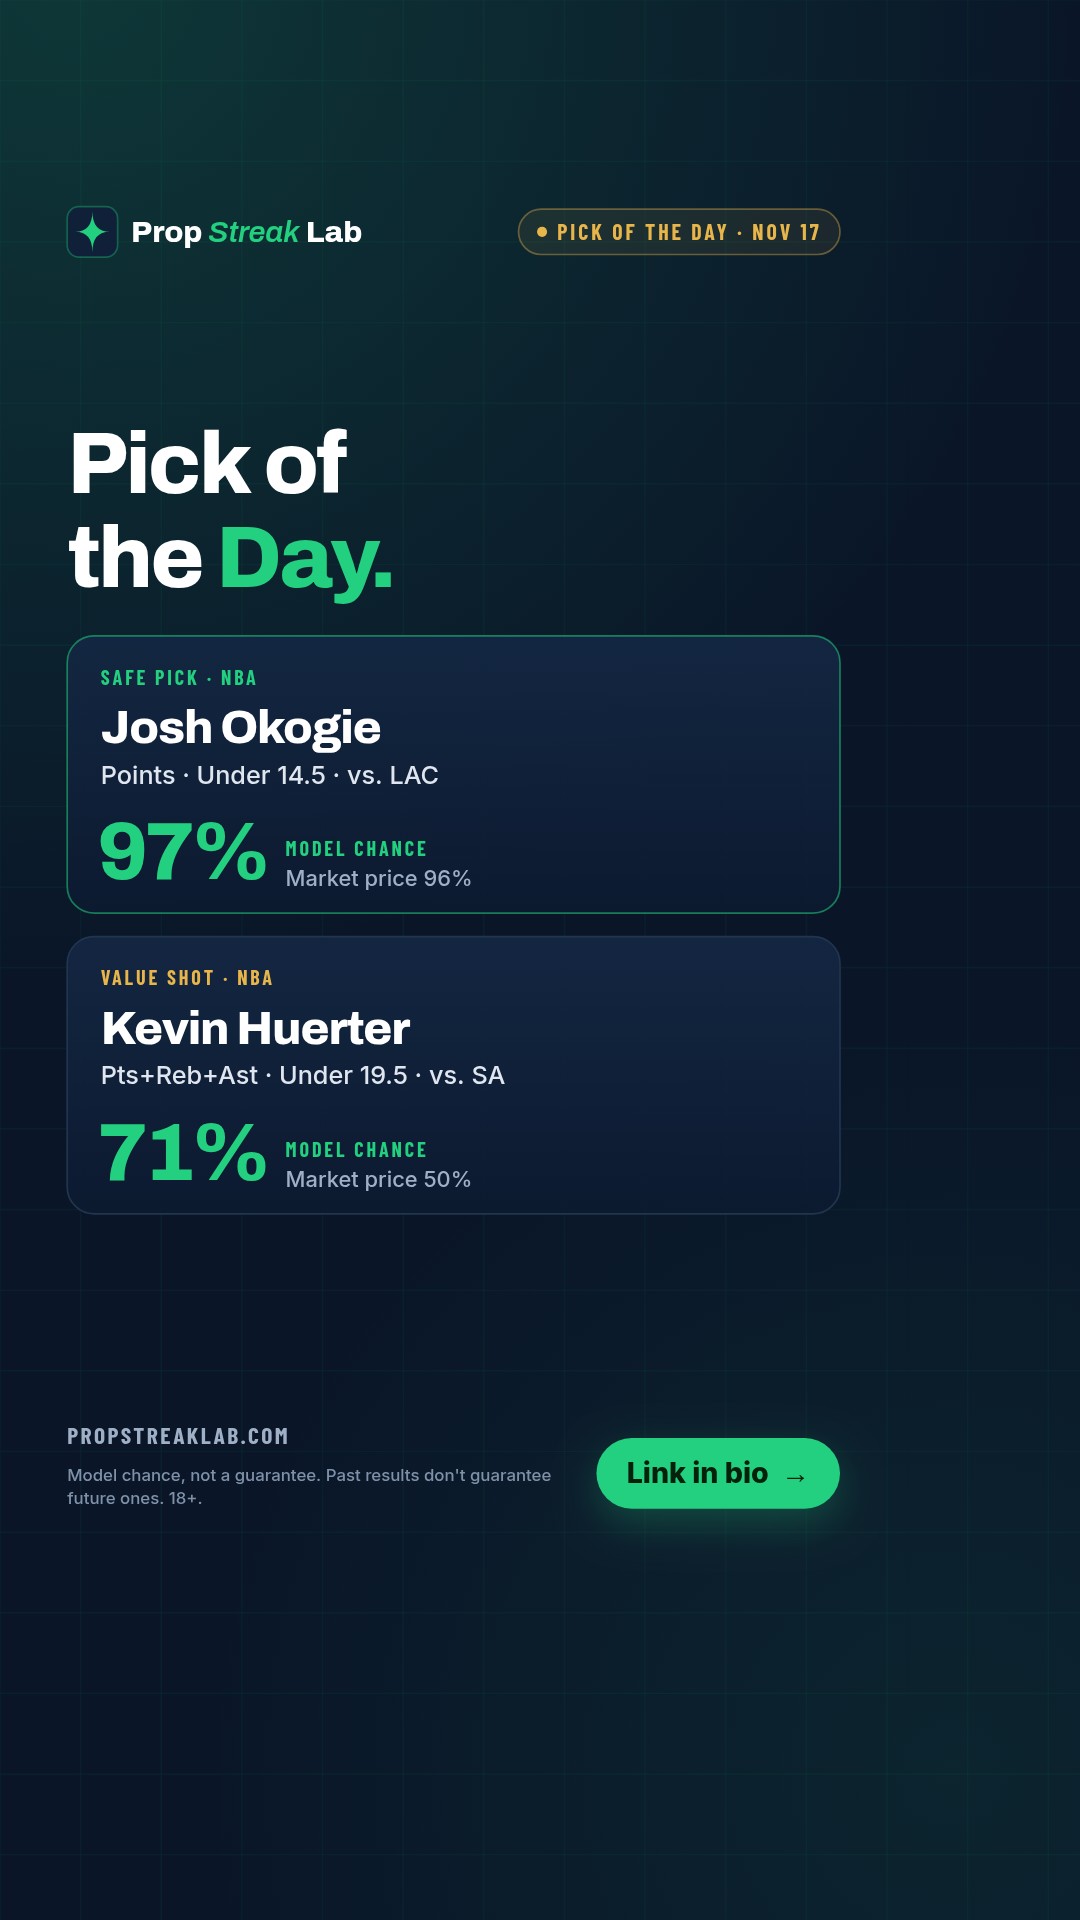 Prop Streak Lab
PICK OF THE DAY · NOV 17
Pick of
the Day.
SAFE PICK · NBA
Josh Okogie
Points · Under 14.5 · vs. LAC
97%
MODEL CHANCE
Market price 96%
VALUE SHOT · NBA
Kevin Huerter
Pts+Reb+Ast · Under 19.5 · vs. SA
71%
MODEL CHANCE
Market price 50%
PROPSTREAKLAB.COM
Model chance, not a guarantee. Past results don't guarantee
future ones. 18+.
Link in bio →